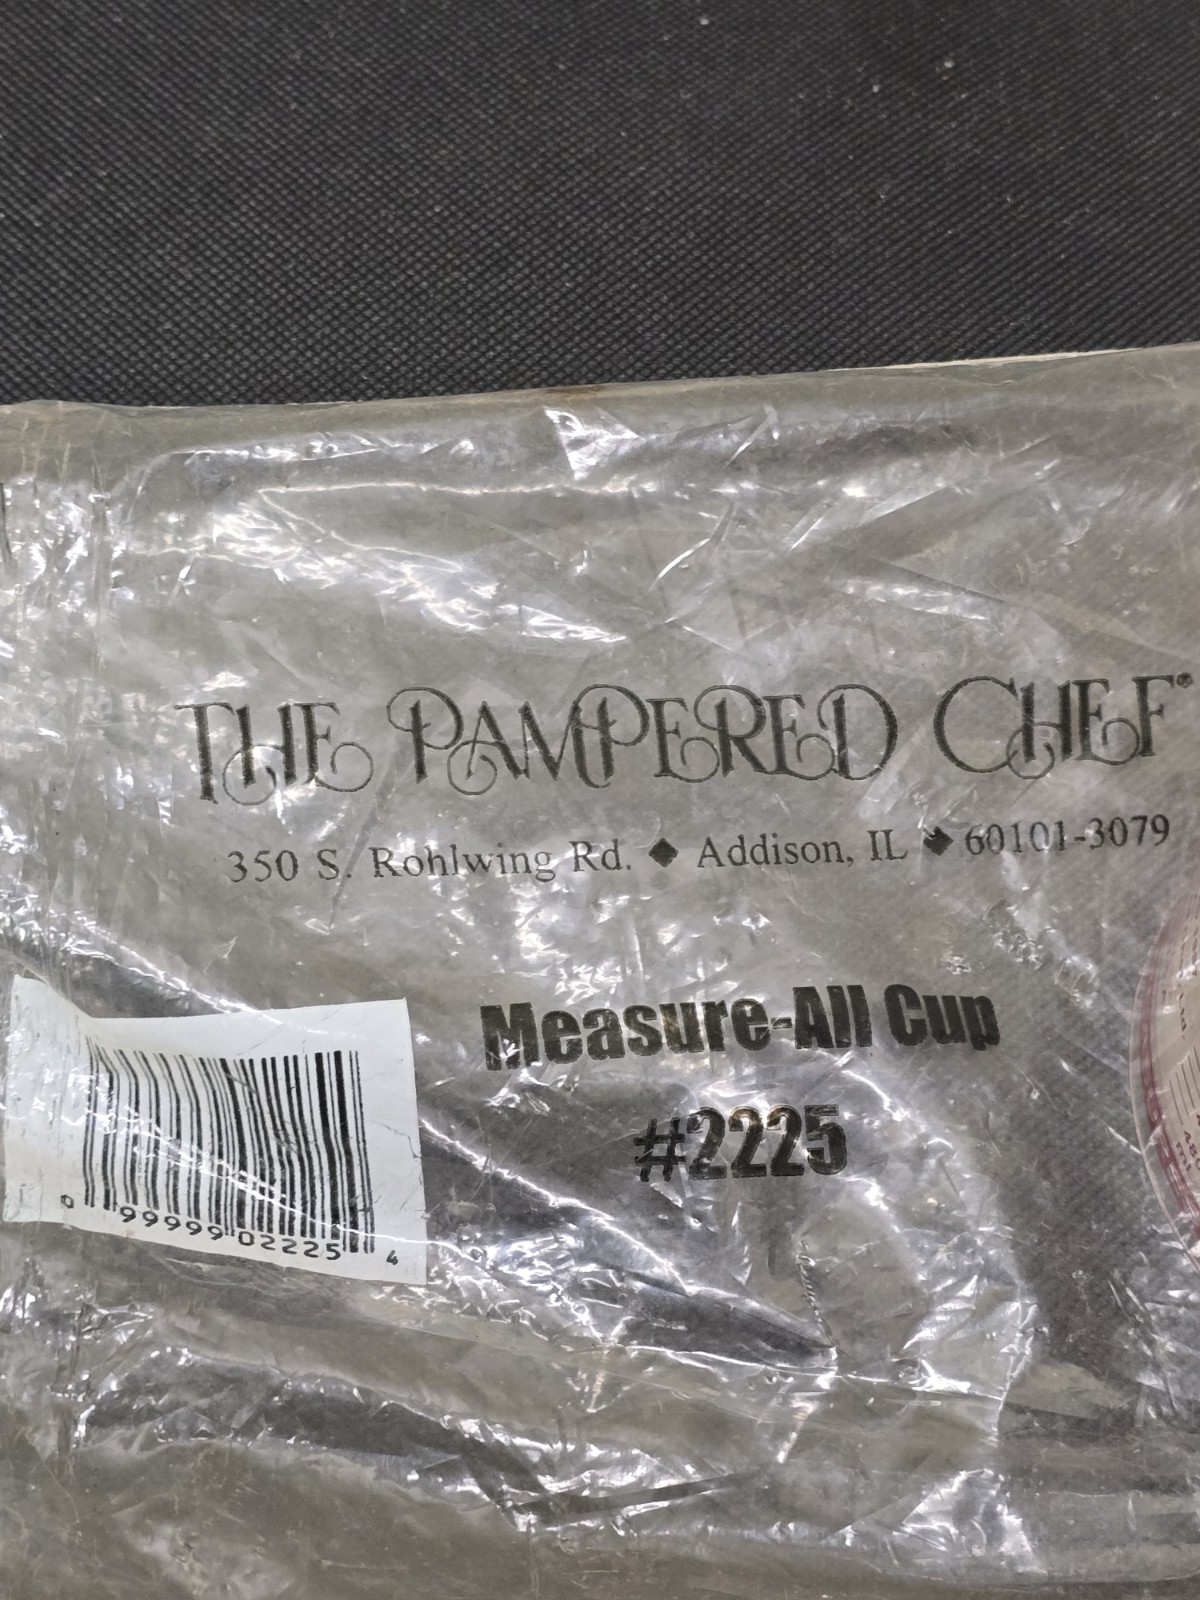 THE PAMPERED CHEF®
350 S. Rohlwing Rd. ◆ Addison, IL ◆ 60101-3079
Measure-All Cup
#2225
0 99999 02225 4